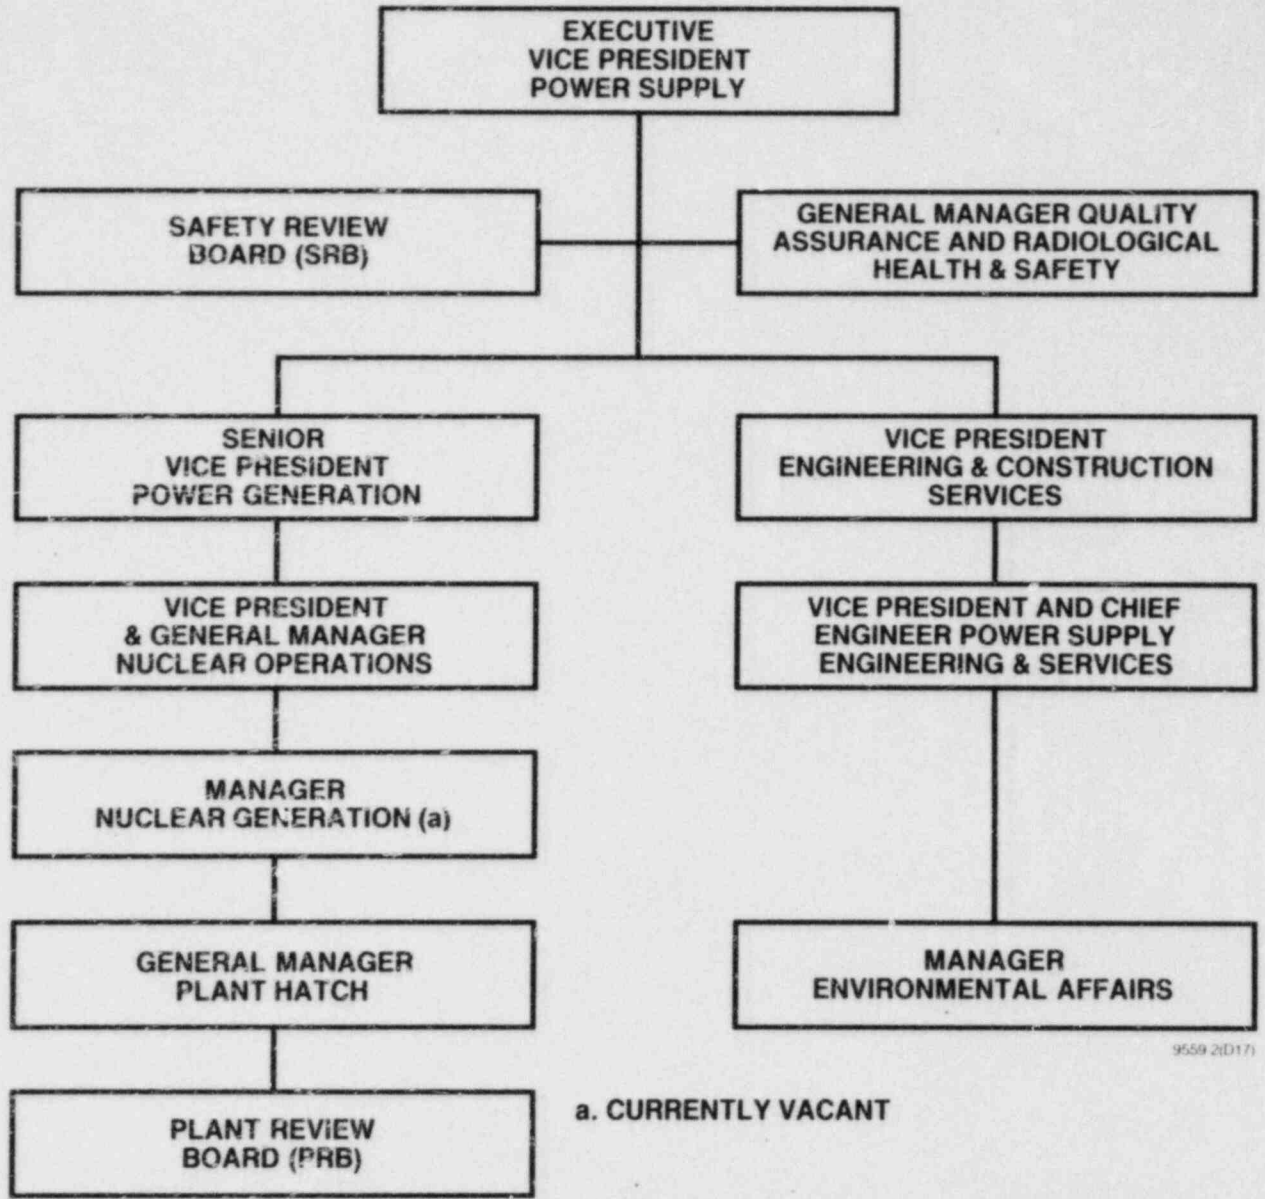 EXECUTIVE
VICE PRESIDENT
POWER SUPPLY
SAFETY REVIEW
BOARD (SRB)
GENERAL MANAGER QUALITY
ASSURANCE AND RADIOLOGICAL
HEALTH & SAFETY
SENIOR
VICE PRESIDENT
POWER GENERATION
VICE PRESIDENT
ENGINEERING & CONSTRUCTION
SERVICES
VICE PRESIDENT
& GENERAL MANAGER
NUCLEAR OPERATIONS
VICE PRESIDENT AND CHIEF
ENGINEER POWER SUPPLY
ENGINEERING & SERVICES
MANAGER
NUCLEAR GENERATION (a)
GENERAL MANAGER
PLANT HATCH
MANAGER
ENVIRONMENTAL AFFAIRS
9559 2(D17)
PLANT REVIEW
BOARD (PRB)
a. CURRENTLY VACANT